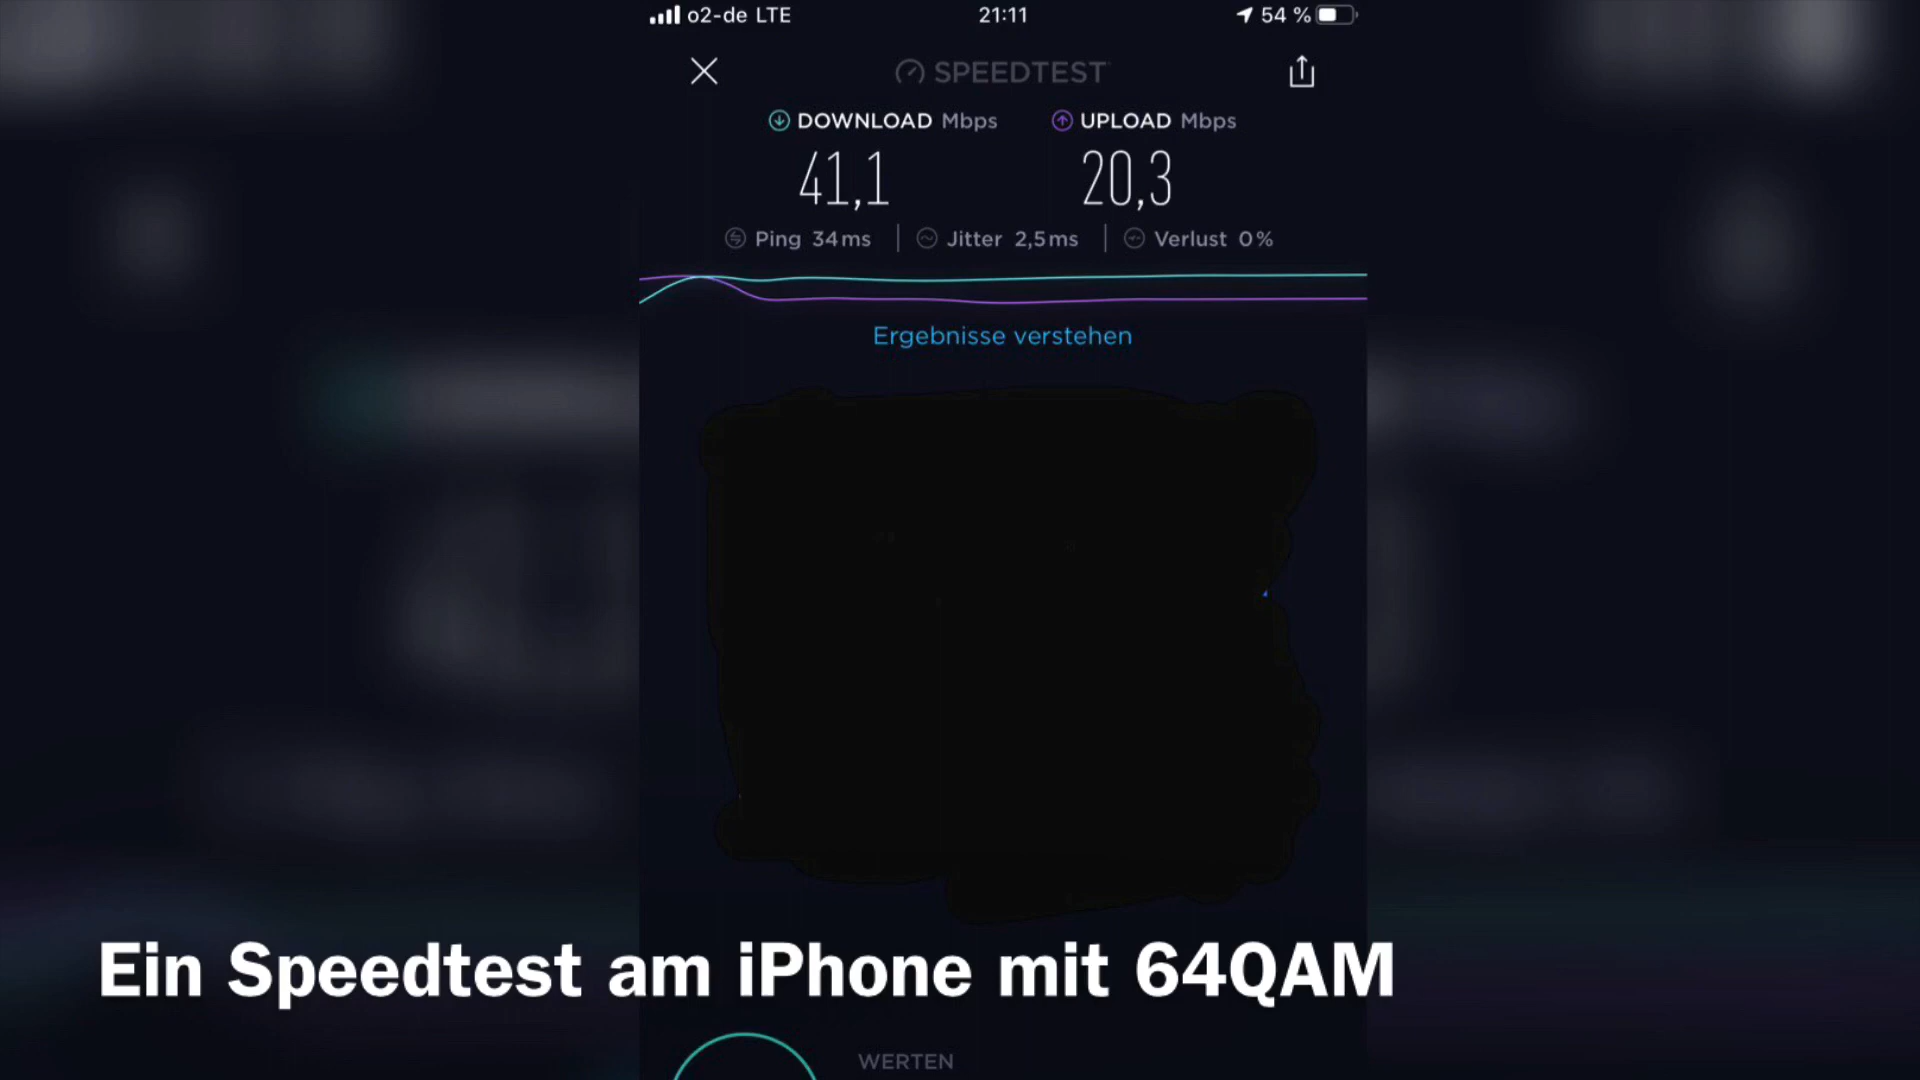 o2-de LTE 21:11 54 %
SPEEDTEST
DOWNLOAD Mbps UPLOAD Mbps
41,1 20,3
Ping 34 ms Jitter 2,5 ms Verlust 0 %
Ergebnisse verstehen
Ein Speedtest am iPhone mit 64QAM
WERTEN